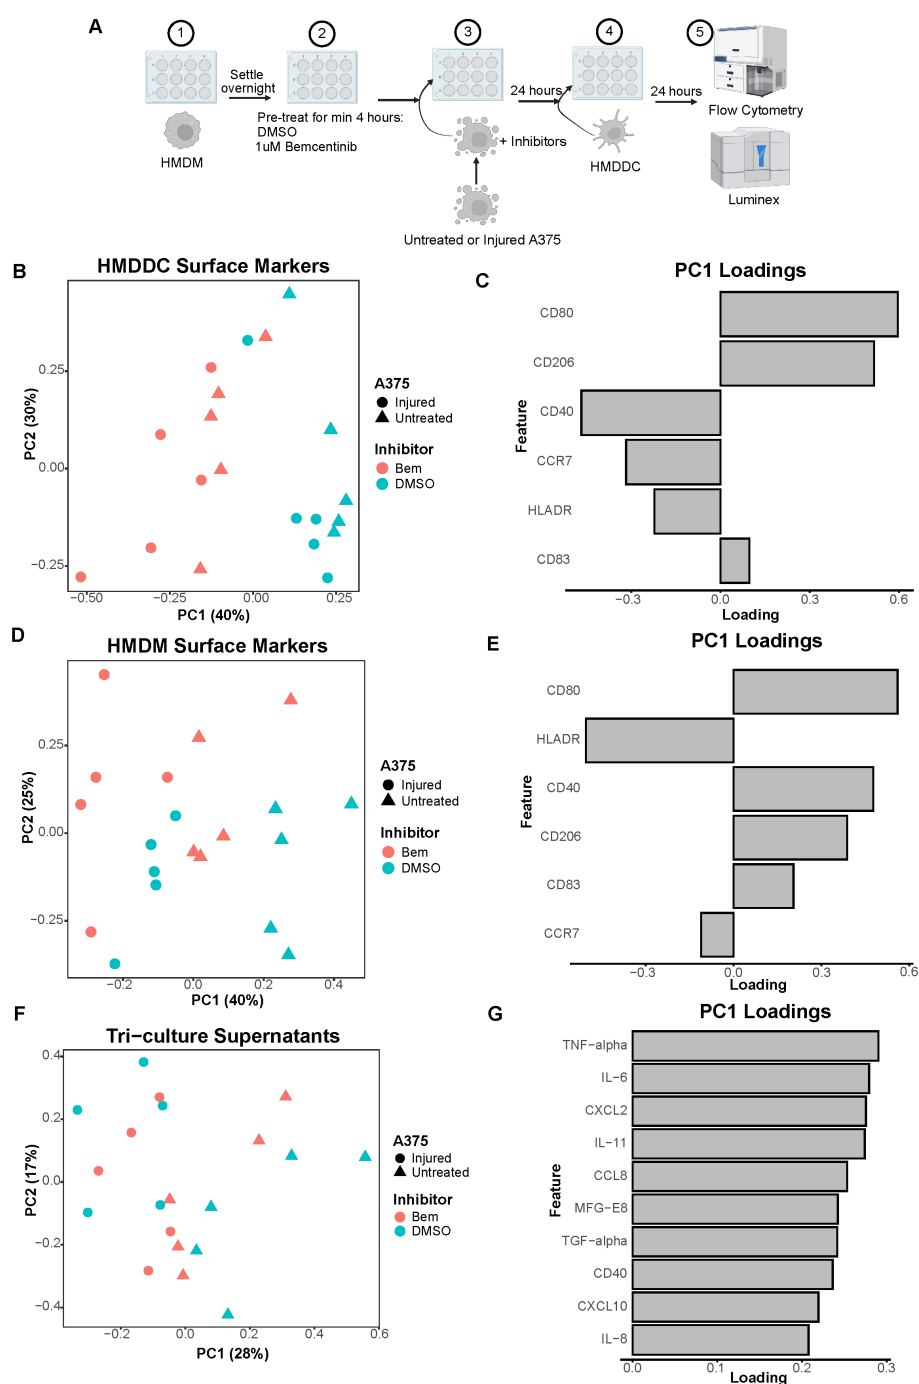 A
1
2
3
4
5
Settle
overnight
24 hours
24 hours
Pre-treat for min 4 hours:
DMSO
1uM Bemcentinib
+ Inhibitors
HMDM
HMDDC
Flow Cytometry
Luminex
Untreated or Injured A375
B
HMDDC Surface Markers
PC2 (30%)
0.25
0.00
−0.25
−0.50
−0.25
0.00
0.25
PC1 (40%)
A375
Injured
Untreated
Inhibitor
Bem
DMSO
C
PC1 Loadings
Feature
CD80
CD206
CD40
CCR7
HLADR
CD83
−0.3
0.0
0.3
0.6
Loading
D
HMDM Surface Markers
PC2 (25%)
0.25
0.00
−0.25
−0.2
0.0
0.2
0.4
PC1 (40%)
A375
Injured
Untreated
Inhibitor
Bem
DMSO
E
PC1 Loadings
Feature
CD80
HLADR
CD40
CD206
CD83
CCR7
−0.3
0.0
0.3
0.6
Loading
F
Tri−culture Supernatants
PC2 (17%)
0.4
0.2
0.0
−0.2
−0.4
−0.2
0.0
0.2
0.4
0.6
PC1 (28%)
A375
Injured
Untreated
Inhibitor
Bem
DMSO
G
PC1 Loadings
Feature
TNF−alpha
IL−6
CXCL2
IL−11
CCL8
MFG−E8
TGF−alpha
CD40
CXCL10
IL−8
0.0
0.1
0.2
0.3
Loading